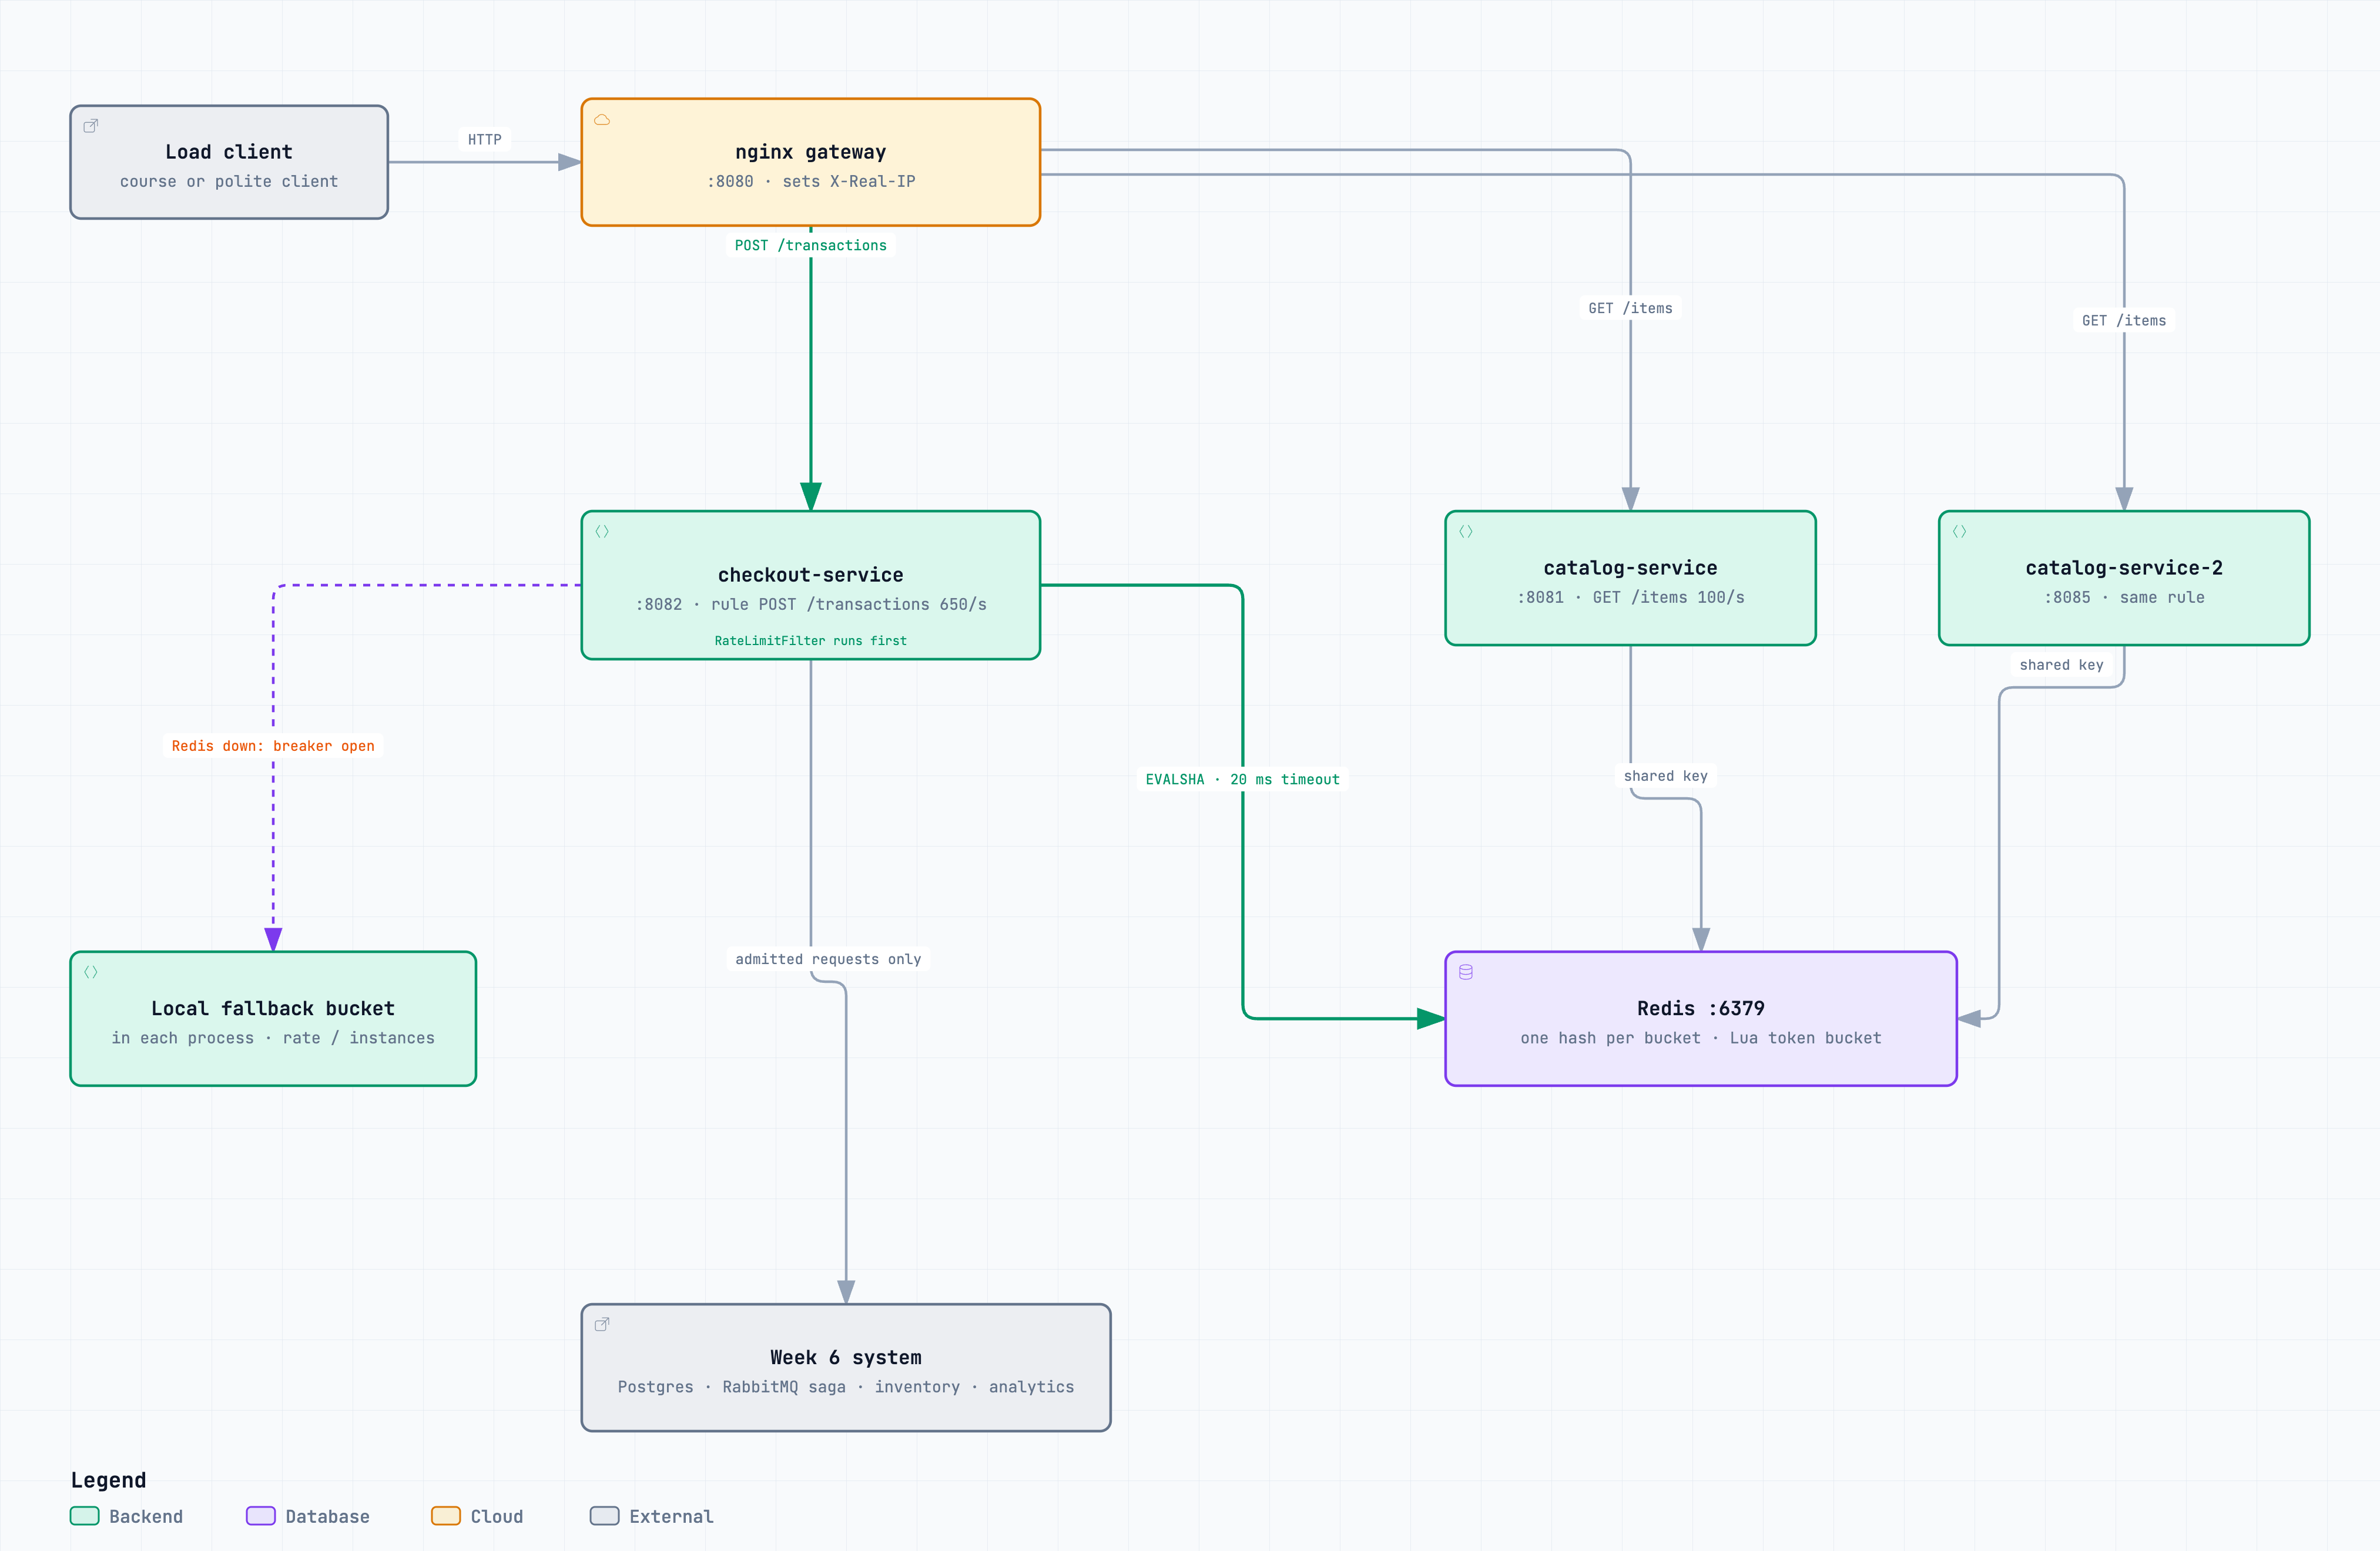 Load client
course or polite client
HTTP
nginx gateway
:8080 · sets X-Real-IP
POST /transactions
GET /items
GET /items
checkout-service
:8082 · rule POST /transactions 650/s
RateLimitFilter runs first
catalog-service
:8081 · GET /items 100/s
catalog-service-2
:8085 · same rule
shared key
Redis down: breaker open
EVALSHA · 20 ms timeout
shared key
admitted requests only
Local fallback bucket
in each process · rate / instances
Redis :6379
one hash per bucket · Lua token bucket
Week 6 system
Postgres · RabbitMQ saga · inventory · analytics
Legend
Backend
Database
Cloud
External